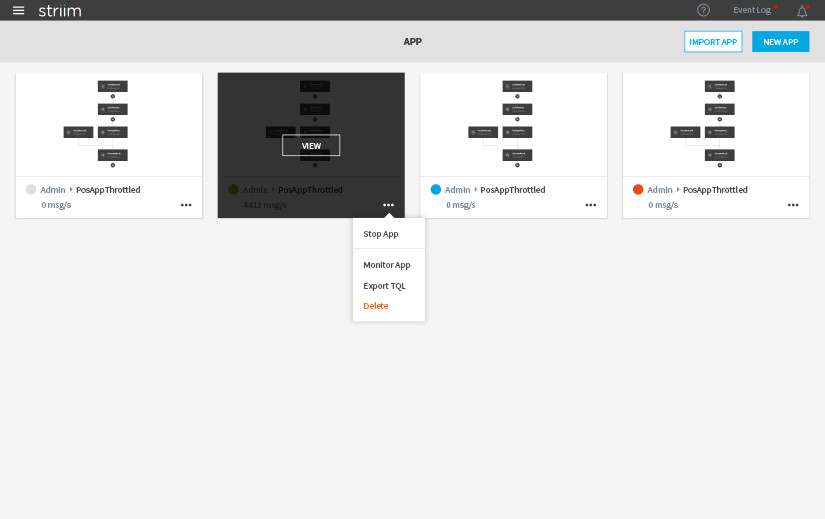 striim
?
Event Log
APP
IMPORT APP
NEW APP
VIEW
Admin PosAppThrottled
0 msg/s
Admin PosAppThrottled
4412 msg/s
Admin PosAppThrottled
0 msg/s
Admin PosAppThrottled
0 msg/s
Stop App
Monitor App
Export TQL
Delete